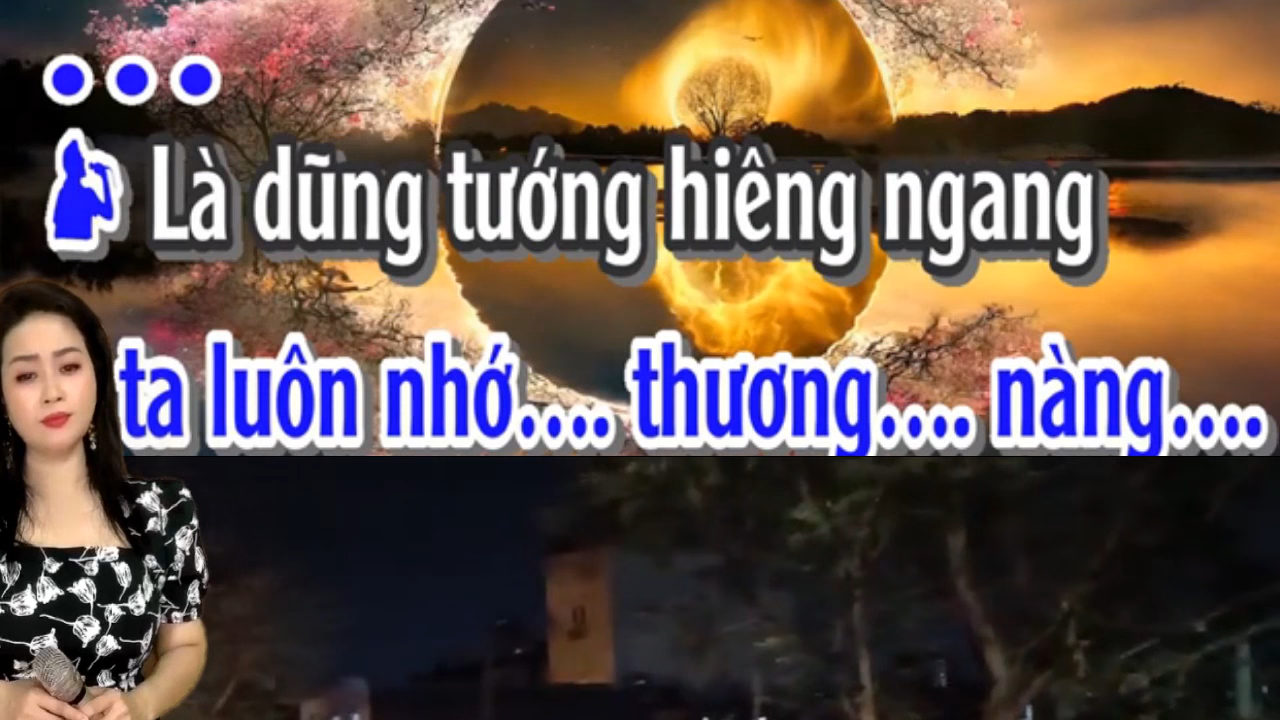 Là dũng tướng hiêng ngang
ta luôn nhớ.... thương.... nàng....